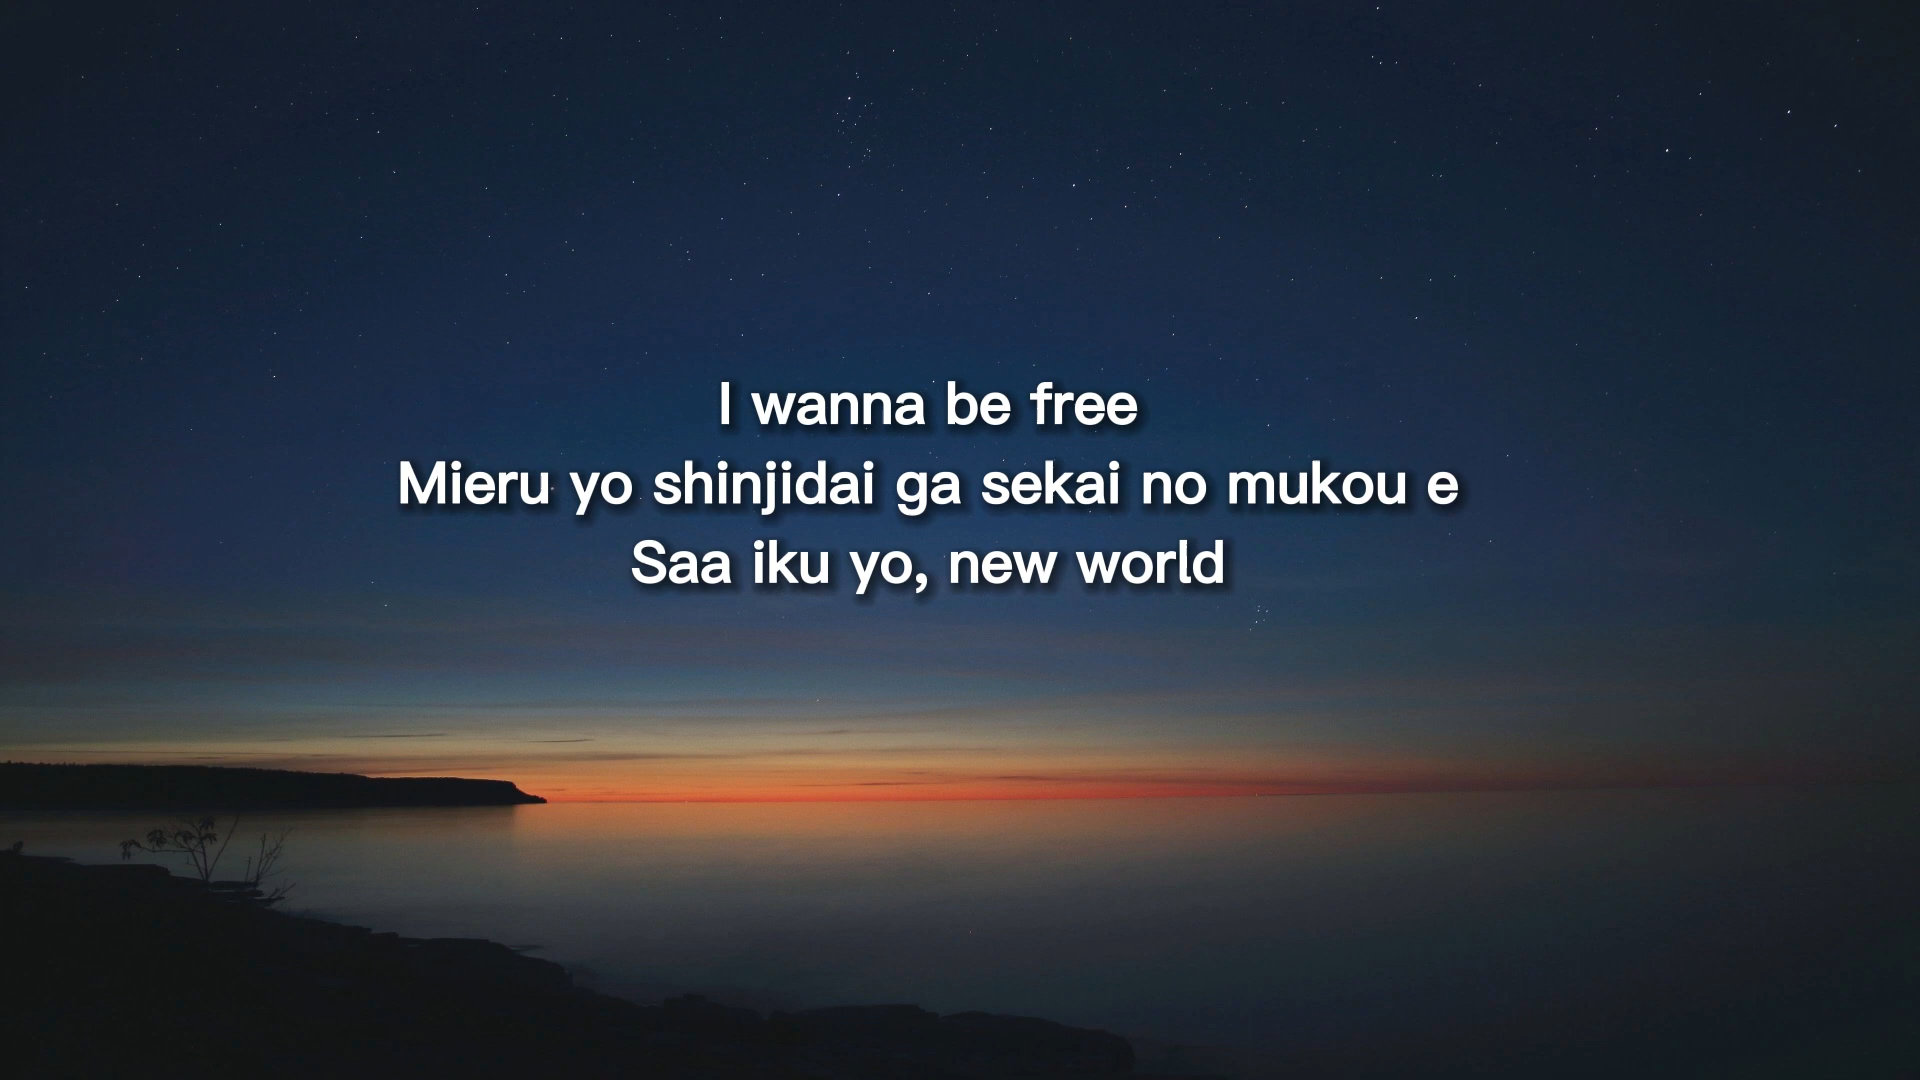 I wanna be free
Mieru yo shinjidai ga sekai no mukou e
Saa iku yo, new world